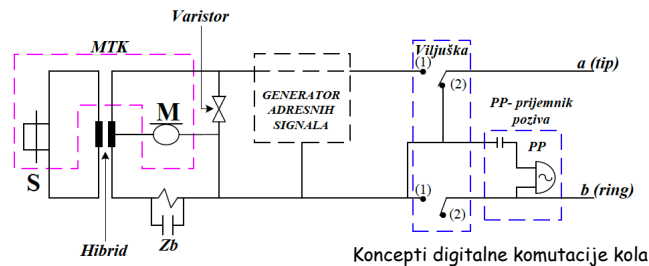 Varistor
MTK
Viljuška
a (tip)
(1)
(2)
GENERATOR
ADRESNIH
SIGNALA
M
PP- prijemnik
poziva
PP
S
(1)
(2)
b (ring)
Hibrid
Zb
Koncepti digitalne komutacije kola